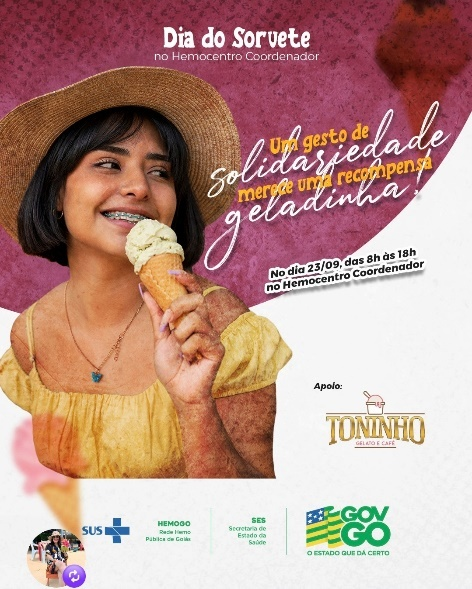 Dia do Sorvete
no Hemocentro Coordenador
Um gesto de
solidariedade
merece uma recompensa
geladinha!
No dia 23/09, das 8h às 18h
no Hemocentro Coordenador
Apoio:
TONINHO
GELATO E CAFÉ
SUS
HEMOGO
Rede Hemo
Pública de Goiás
SES
Secretaria de
Estado da
Saúde
GOV
GO
O ESTADO QUE DÁ CERTO